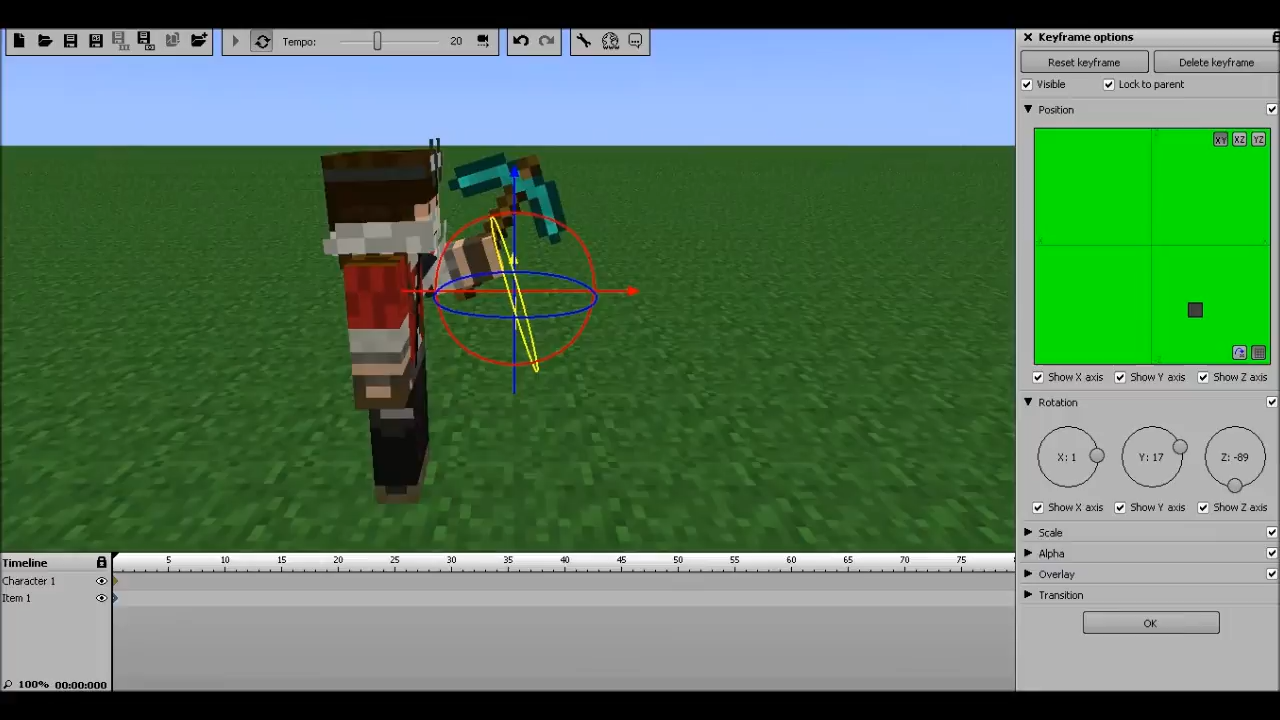 Tempo: 20
Keyframe options
Reset keyframe Delete keyframe
Visible Lock to parent
Position
XY XZ YZ
Show X axis Show Y axis Show Z axis
Rotation
X: 1 Y: 17 Z: -89
Show X axis Show Y axis Show Z axis
Scale
Alpha
Overlay
Transition
OK
Timeline 5 10 15 20 25 30 35 40 45 50 55 60 65 70 75 80
Character 1
Item 1
100% 00:00:000